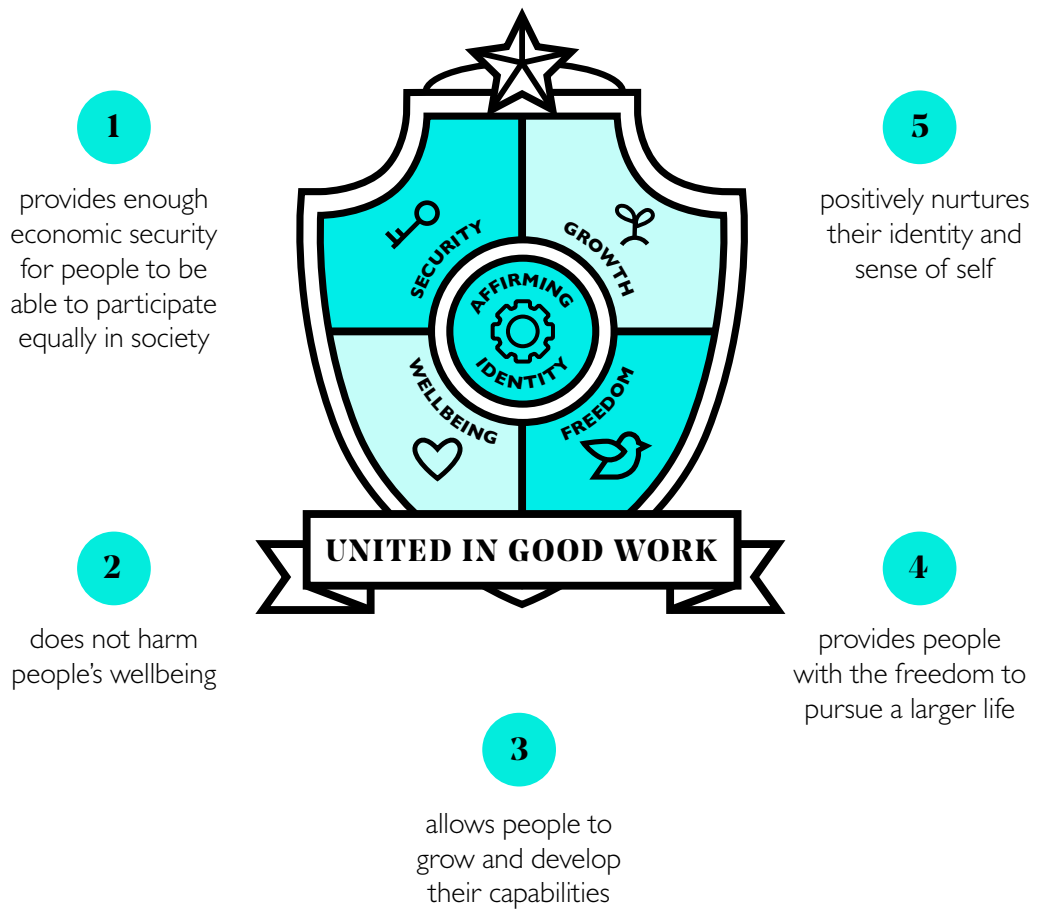 1
provides enough
economic security
for people to be
able to participate
equally in society
2
does not harm
people's wellbeing
3
allows people to
grow and develop
their capabilities
4
provides people
with the freedom to
pursue a larger life
5
positively nurtures
their identity and
sense of self
SECURITY
GROWTH
AFFIRMING
IDENTITY
WELLBEING
FREEDOM
UNITED IN GOOD WORK